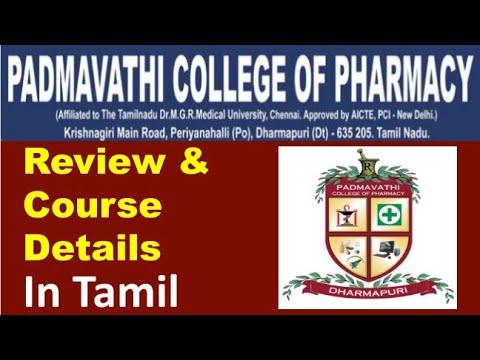 PADMAVATHI COLLEGE OF PHARMACY
(Affiliated to The Tamilnadu Dr.M.G.R.Medical University, Chennai. Approved by AICTE, PCI - New Delhi.)
Krishnagiri Main Road, Periyanahalli (Po), Dharmapuri (Dt) - 635 205. Tamil Nadu.
Review &
Course
Details
In Tamil
R
PADMAVATHI
COLLEGE OF PHARMACY
DHARMAPURI